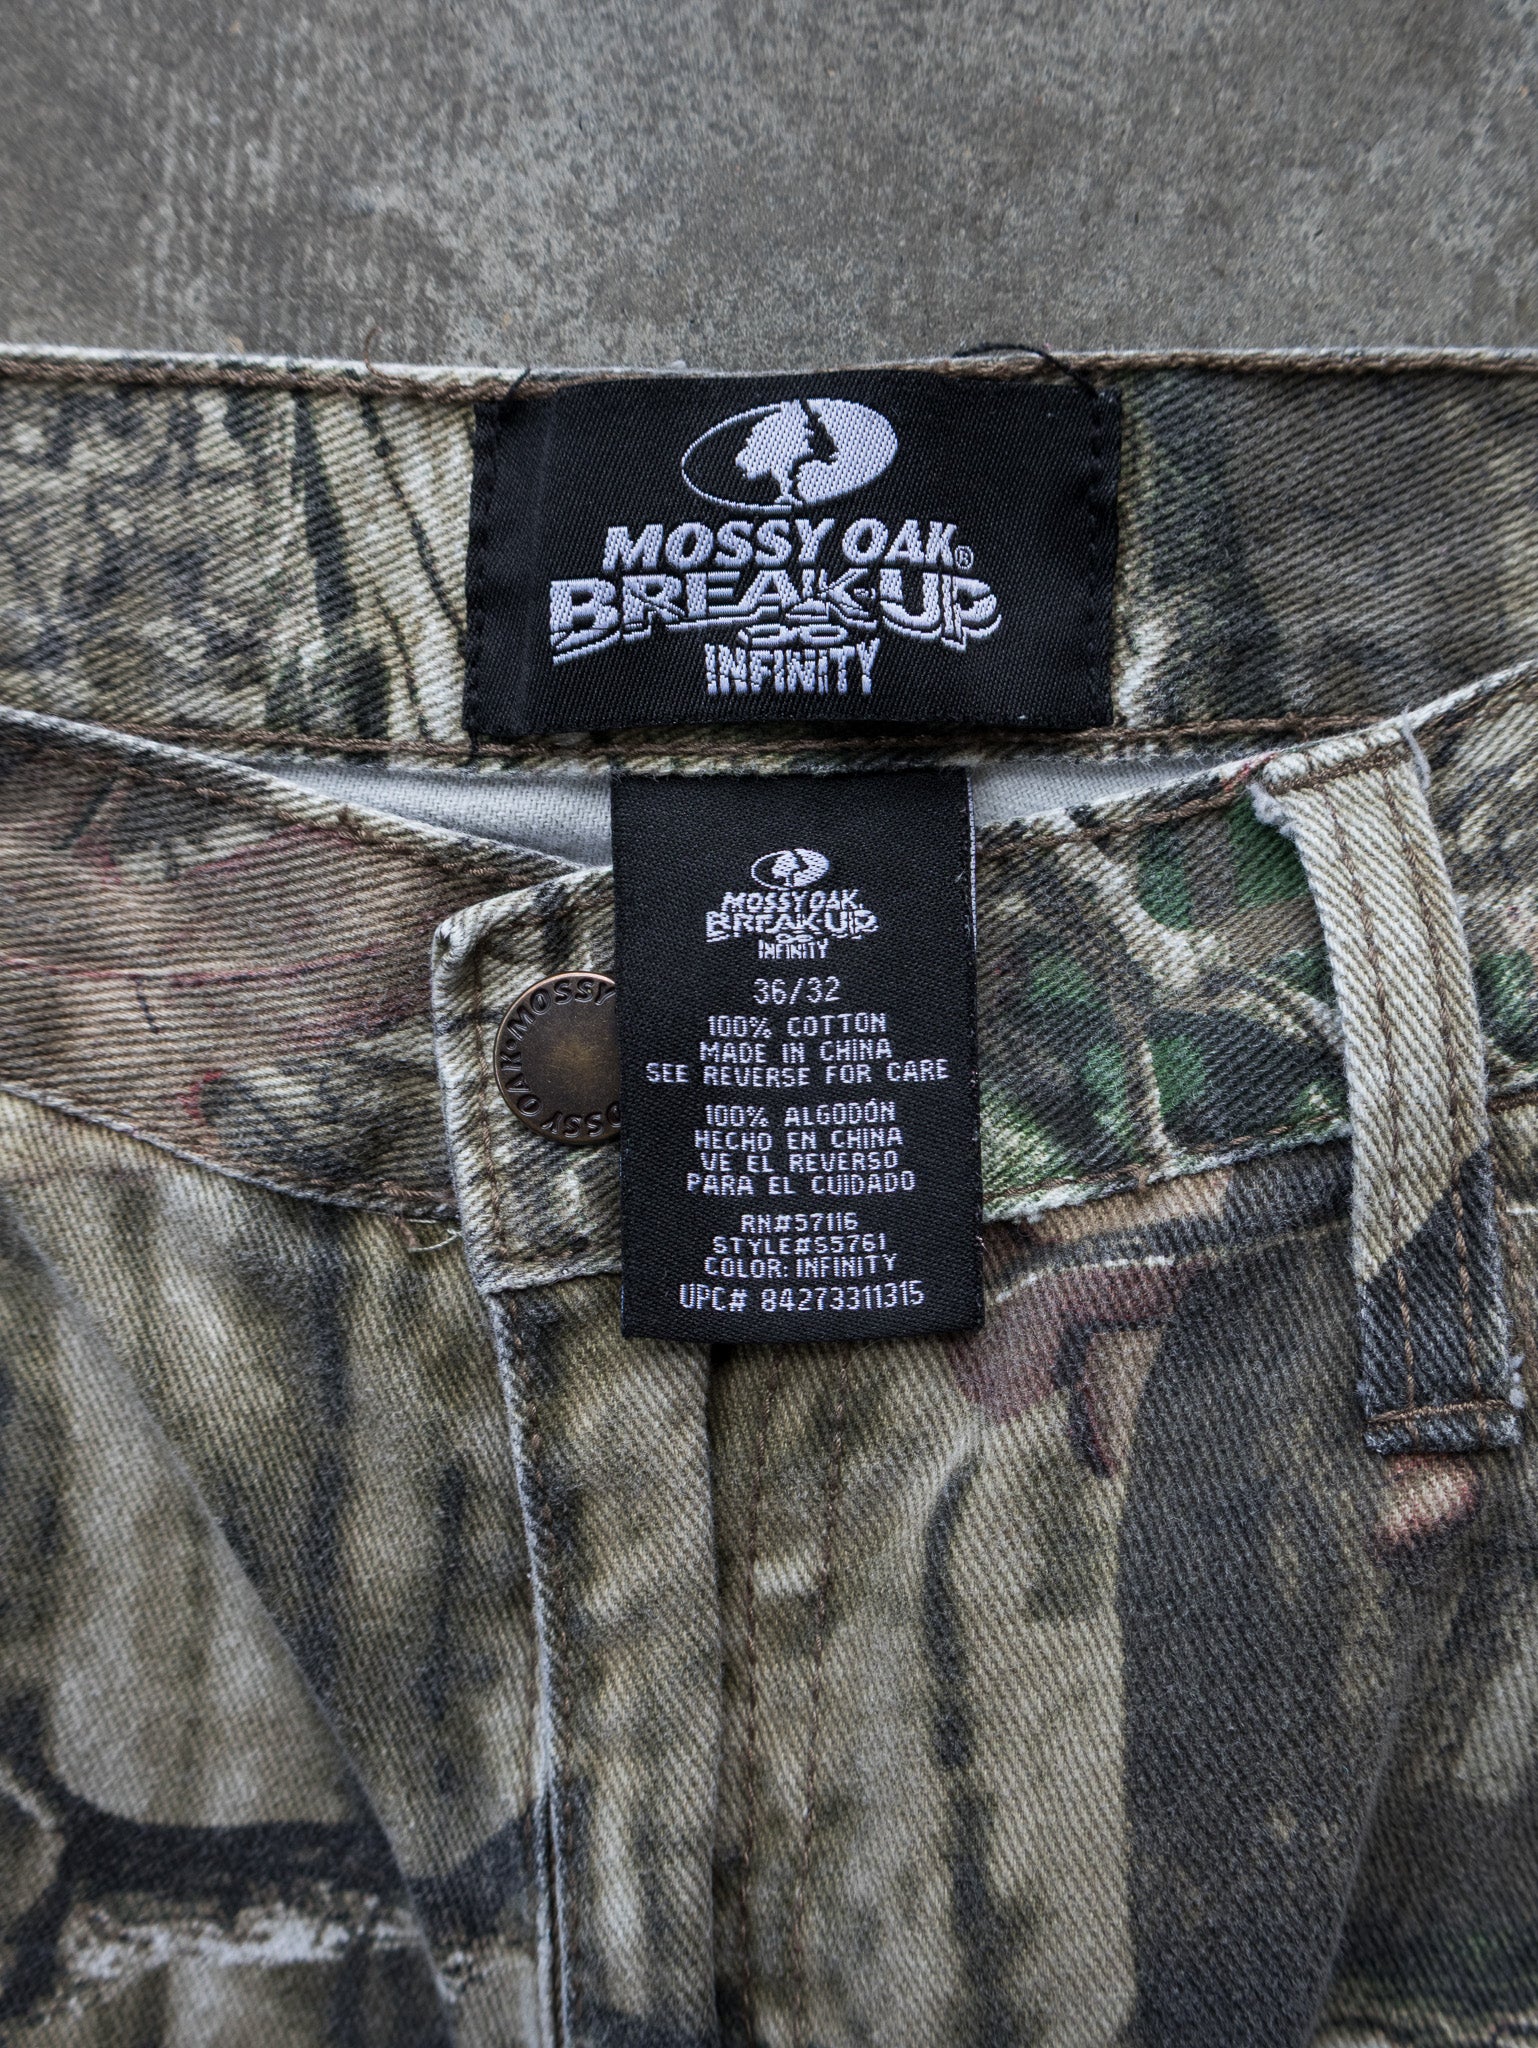 MOSSY OAK®
BREAK-UP
INFINITY
MOSSY OAK
BREAK-UP
INFINITY
36/32
100% COTTON
MADE IN CHINA
SEE REVERSE FOR CARE
100% ALGODÓN
HECHO EN CHINA
VE EL REVERSO
PARA EL CUIDADO
RN#57116
STYLE#S5761
COLOR: INFINITY
UPC# 84273311315
MOSSY OAK • MOSSY